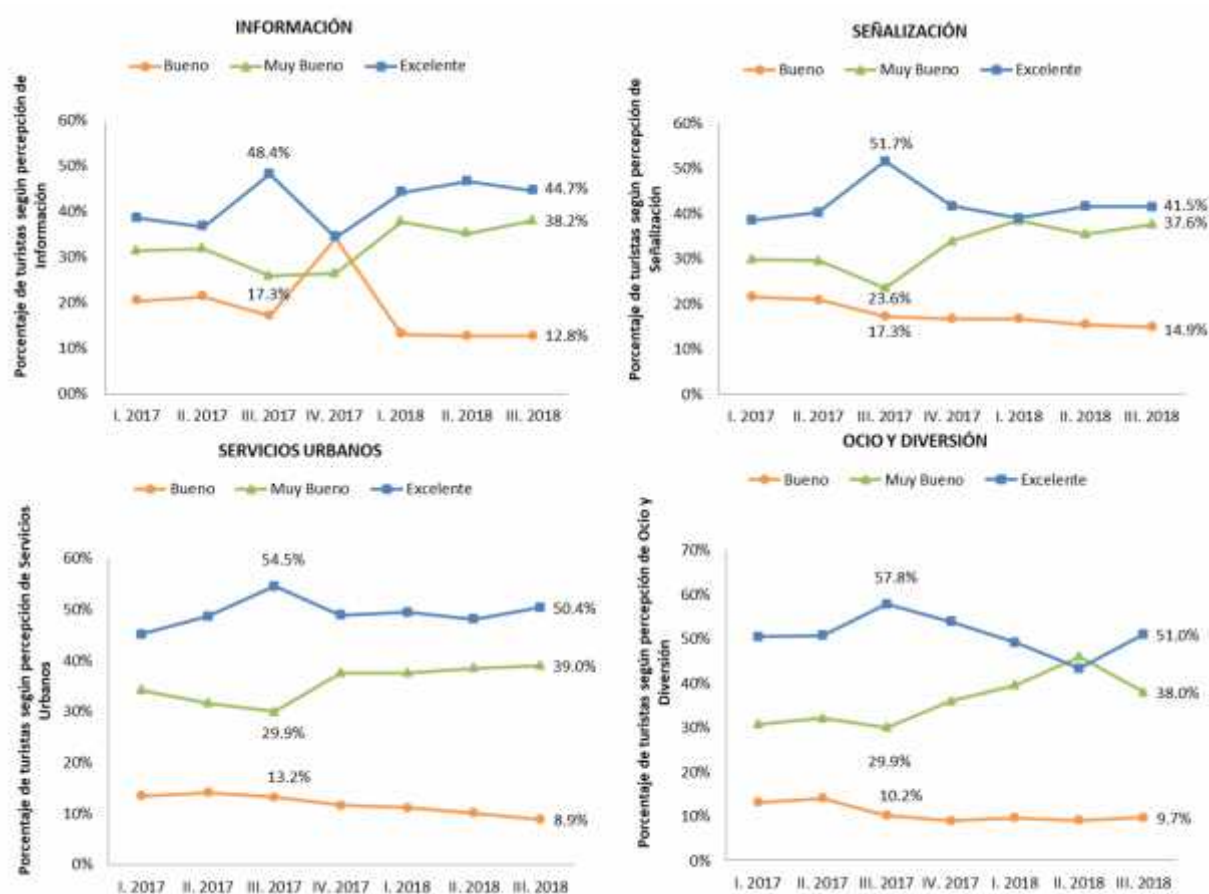 INFORMACIÓN
Bueno Muy Bueno Excelente
Porcentaje de turistas según percepción de
Información
60%
50%
40%
30%
20%
10%
00%
48.4%
17.3%
44.7%
38.2%
12.8%
I. 2017 II. 2017 III. 2017 IV. 2017 I. 2018 II. 2018 III. 2018
SEÑALIZACIÓN
Bueno Muy Bueno Excelente
Porcentaje de turistas según percepción de
Señalización
60%
50%
40%
30%
20%
10%
0%
51.7%
23.6%
17.3%
41.5%
37.6%
14.9%
I. 2017 II. 2017 III. 2017 IV. 2017 I. 2018 II. 2018 III. 2018
SERVICIOS URBANOS
Bueno Muy Bueno Excelente
Porcentaje de turistas según percepción de Servicios
Urbanos
60%
50%
40%
30%
20%
10%
0%
54.5%
29.9%
13.2%
50.4%
39.0%
8.9%
I. 2017 II. 2017 III. 2017 IV. 2017 I. 2018 II. 2018 III. 2018
OCIO Y DIVERSIÓN
Bueno Muy Bueno Excelente
Porcentaje de turistas según percepción de Ocio y
Diversión
70%
60%
50%
40%
30%
20%
10%
0%
57.8%
29.9%
10.2%
51.0%
38.0%
9.7%
I. 2017 II. 2017 III. 2017 IV. 2017 I. 2018 II. 2018 III. 2018